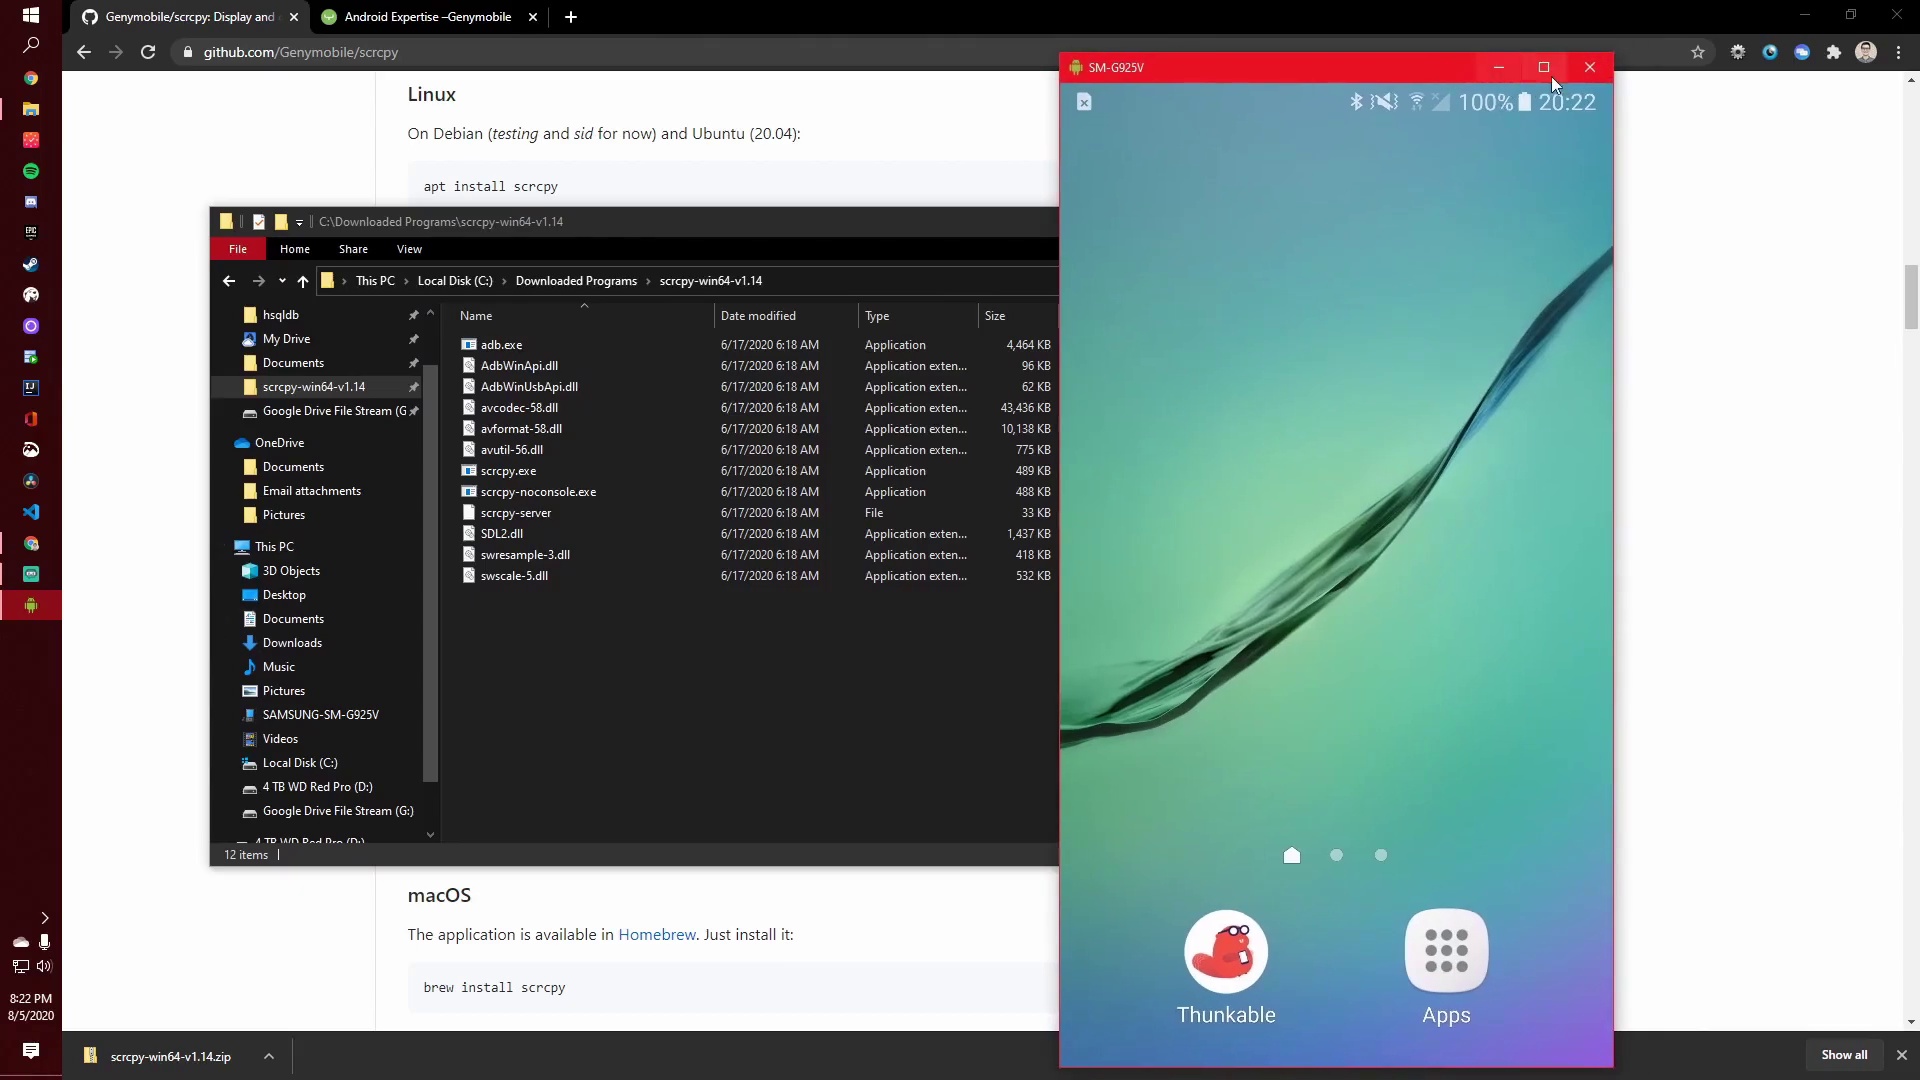 Genymobile/scrcpy: Display and
Android Expertise –Genymobile
github.com/Genymobile/scrcpy
Linux
On Debian (testing and sid for now) and Ubuntu (20.04):
apt install scrcpy
C:\Downloaded Programs\scrcpy-win64-v1.14
File Home Share View
This PC Local Disk (C:) Downloaded Programs scrcpy-win64-v1.14
hsqldb
My Drive
Documents
scrcpy-win64-v1.14
Google Drive File Stream (G
OneDrive
Documents
Email attachments
Pictures
This PC
3D Objects
Desktop
Documents
Downloads
Music
Pictures
SAMSUNG-SM-G925V
Videos
Local Disk (C:)
4 TB WD Red Pro (D:)
Google Drive File Stream (G:)
4 TB WD Red Pro (D:)
Name Date modified Type Size
adb.exe 6/17/2020 6:18 AM Application 4,464 KB
AdbWinApi.dll 6/17/2020 6:18 AM Application exten... 96 KB
AdbWinUsbApi.dll 6/17/2020 6:18 AM Application exten... 62 KB
avcodec-58.dll 6/17/2020 6:18 AM Application exten... 43,436 KB
avformat-58.dll 6/17/2020 6:18 AM Application exten... 10,138 KB
avutil-56.dll 6/17/2020 6:18 AM Application exten... 775 KB
scrcpy.exe 6/17/2020 6:18 AM Application 489 KB
scrcpy-noconsole.exe 6/17/2020 6:18 AM Application 488 KB
scrcpy-server 6/17/2020 6:18 AM File 33 KB
SDL2.dll 6/17/2020 6:18 AM Application exten... 1,437 KB
swresample-3.dll 6/17/2020 6:18 AM Application exten... 418 KB
swscale-5.dll 6/17/2020 6:18 AM Application exten... 532 KB
12 items
macOS
The application is available in Homebrew. Just install it:
brew install scrcpy
SM-G925V
100% 20:22
Thunkable
Apps
EPIC
IJ
8:22 PM
8/5/2020
scrcpy-win64-v1.14.zip
Show all